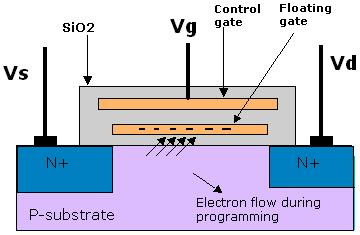 Control
gate
Floating
gate
SiO2
Vg
Vs
Vd
N+
N+
P-substrate
Electron flow during
programming